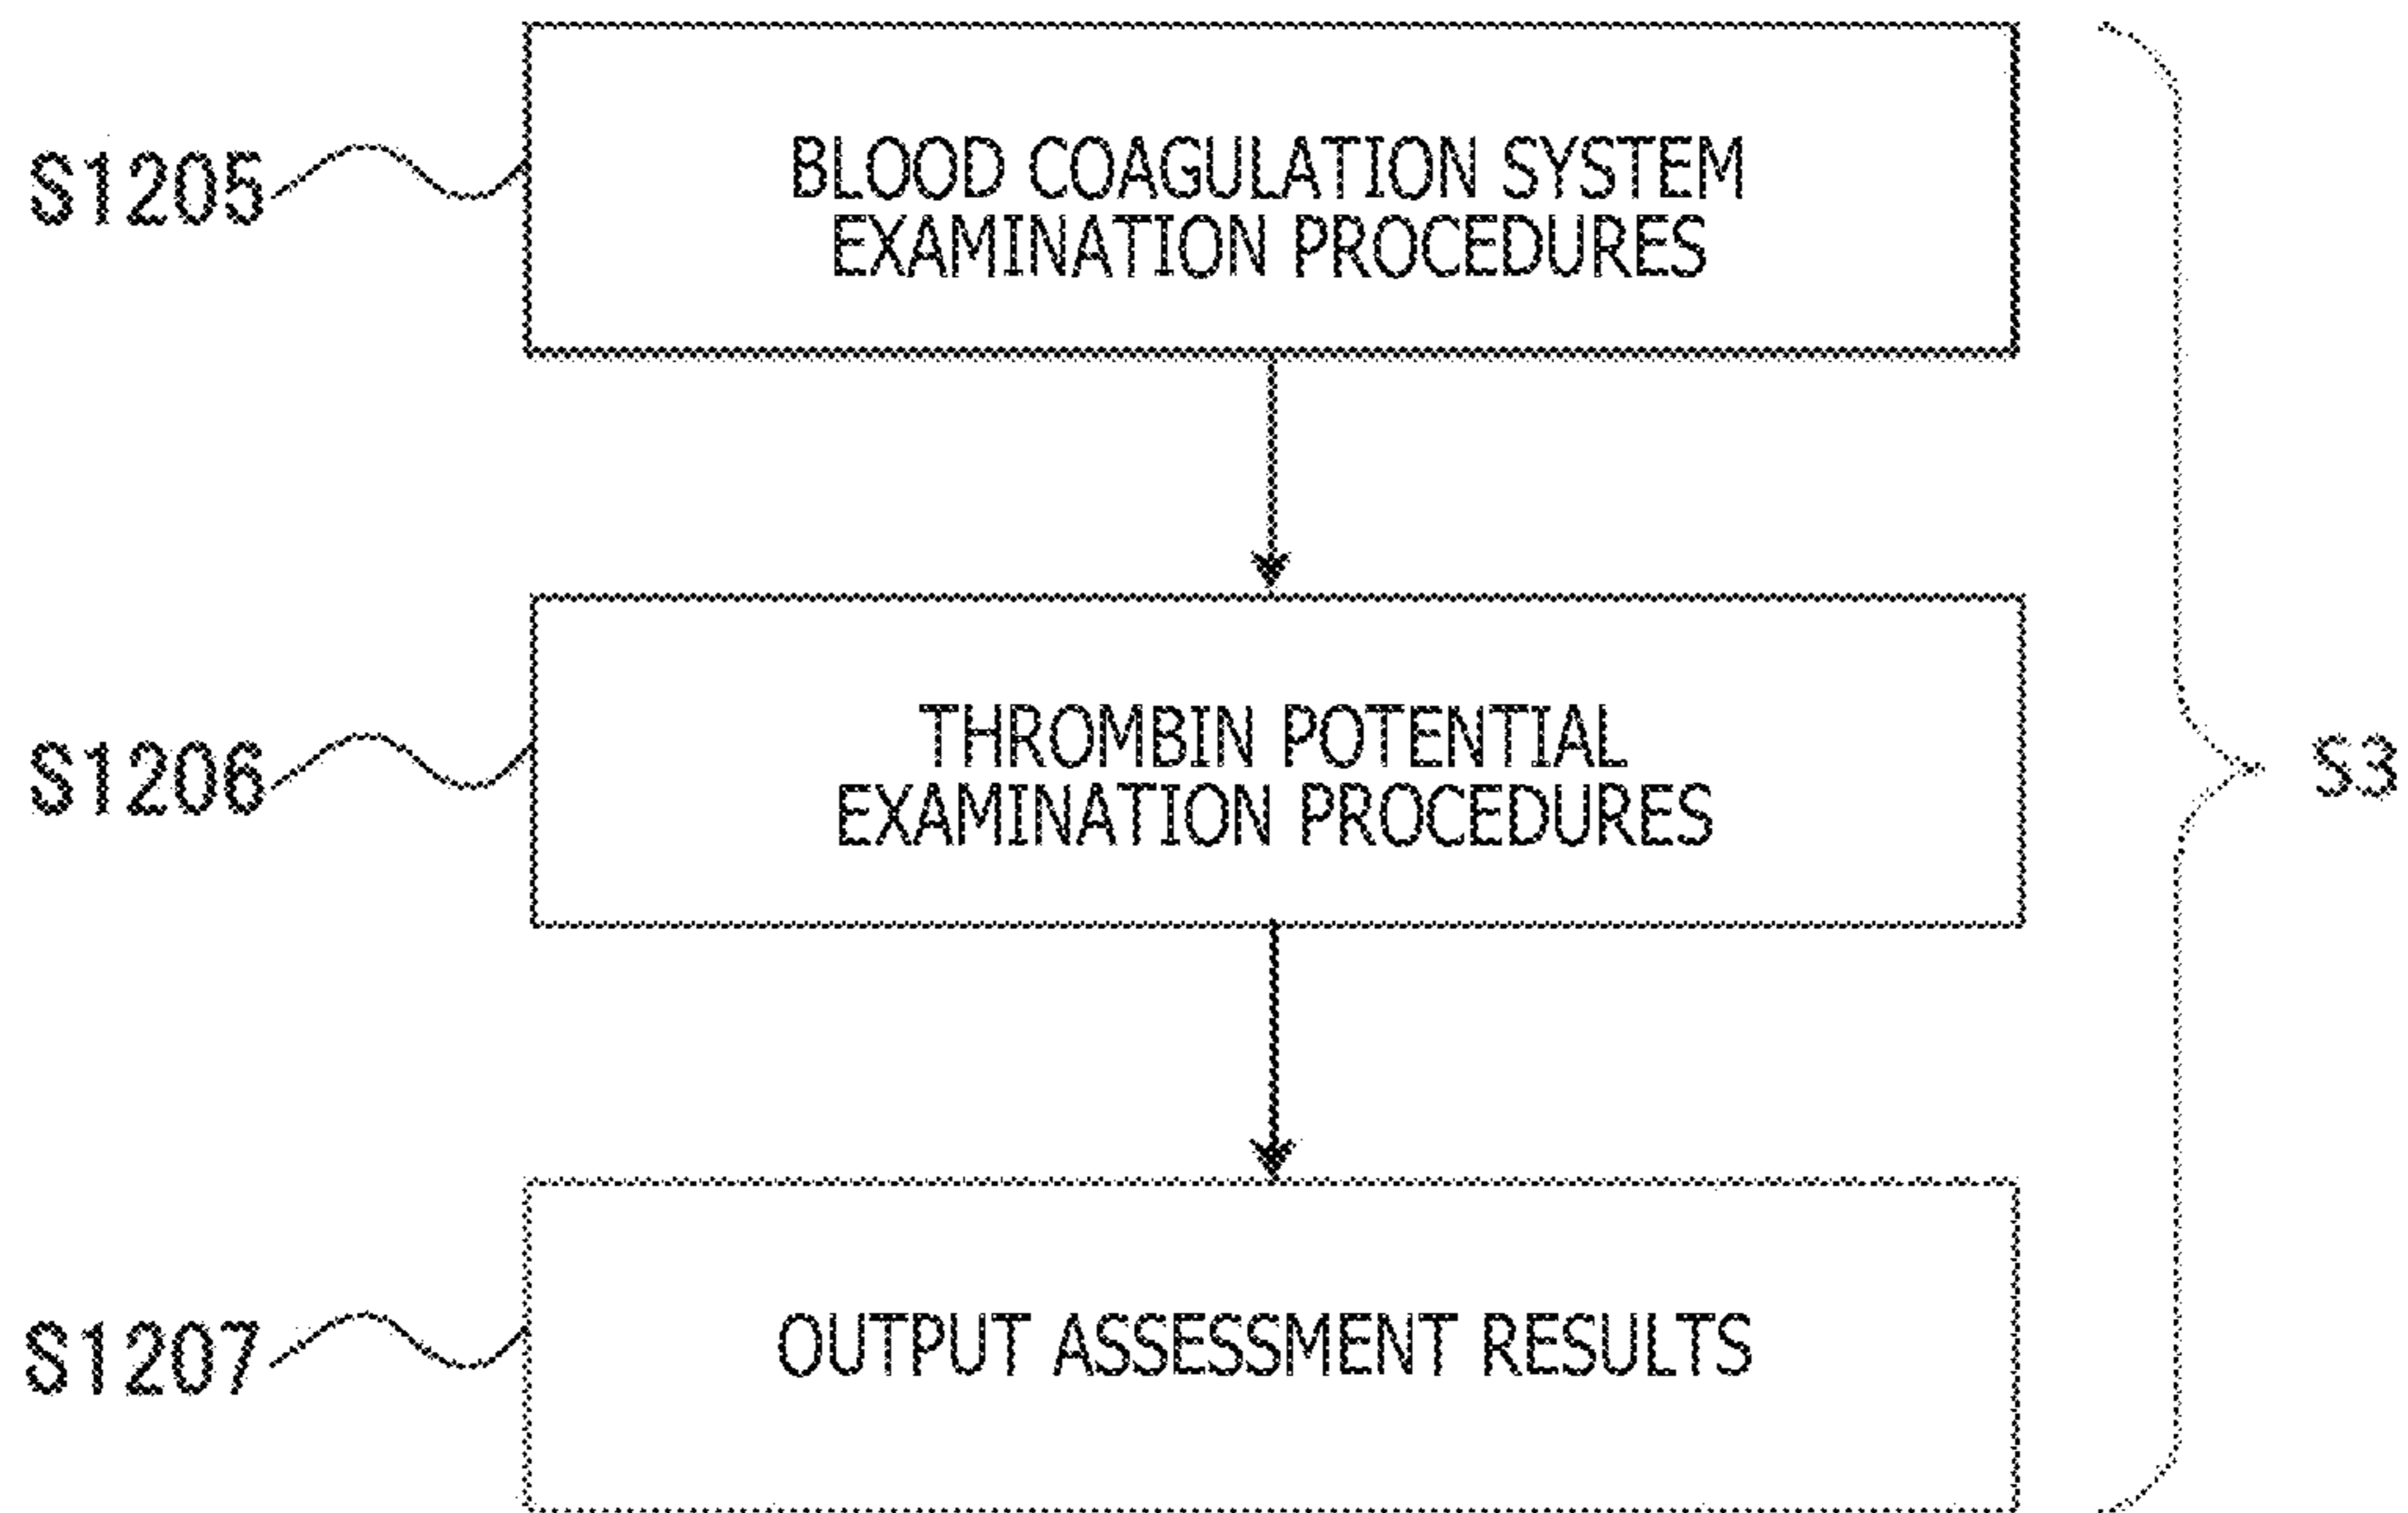 S1205
BLOOD COAGULATION SYSTEM
EXAMINATION PROCEDURES
S1206
THROMBIN POTENTIAL
EXAMINATION PROCEDURES
S3
S1207
OUTPUT ASSESSMENT RESULTS